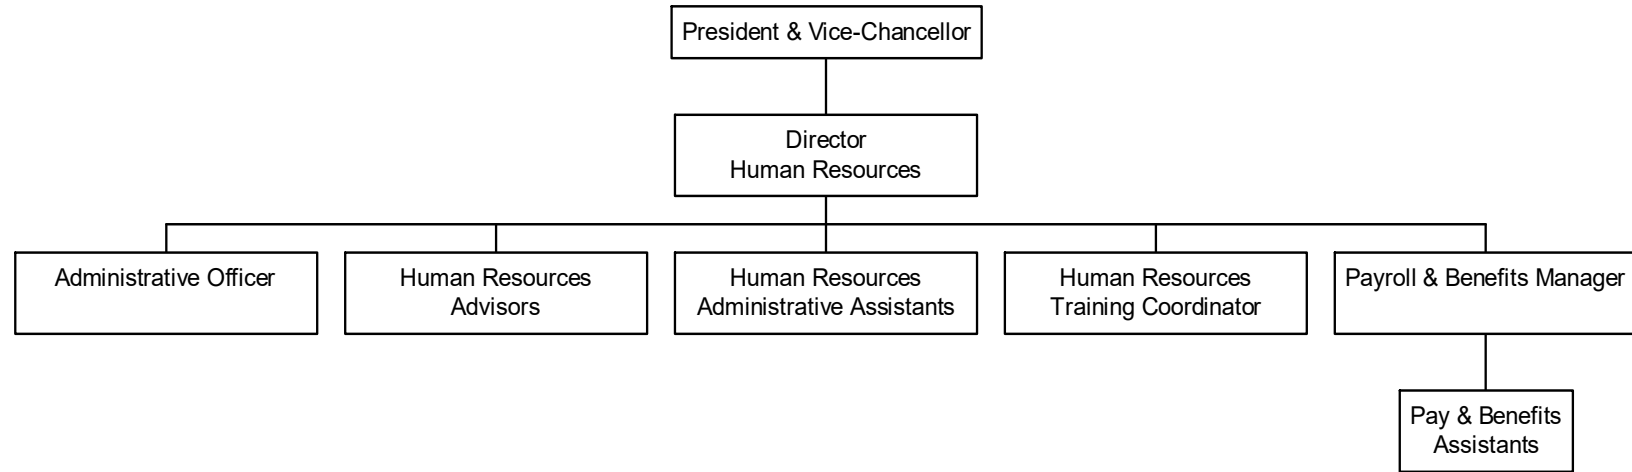 President & Vice-Chancellor
Director
Human Resources
Administrative Officer
Human Resources
Advisors
Human Resources
Administrative Assistants
Human Resources
Training Coordinator
Payroll & Benefits Manager
Pay & Benefits
Assistants